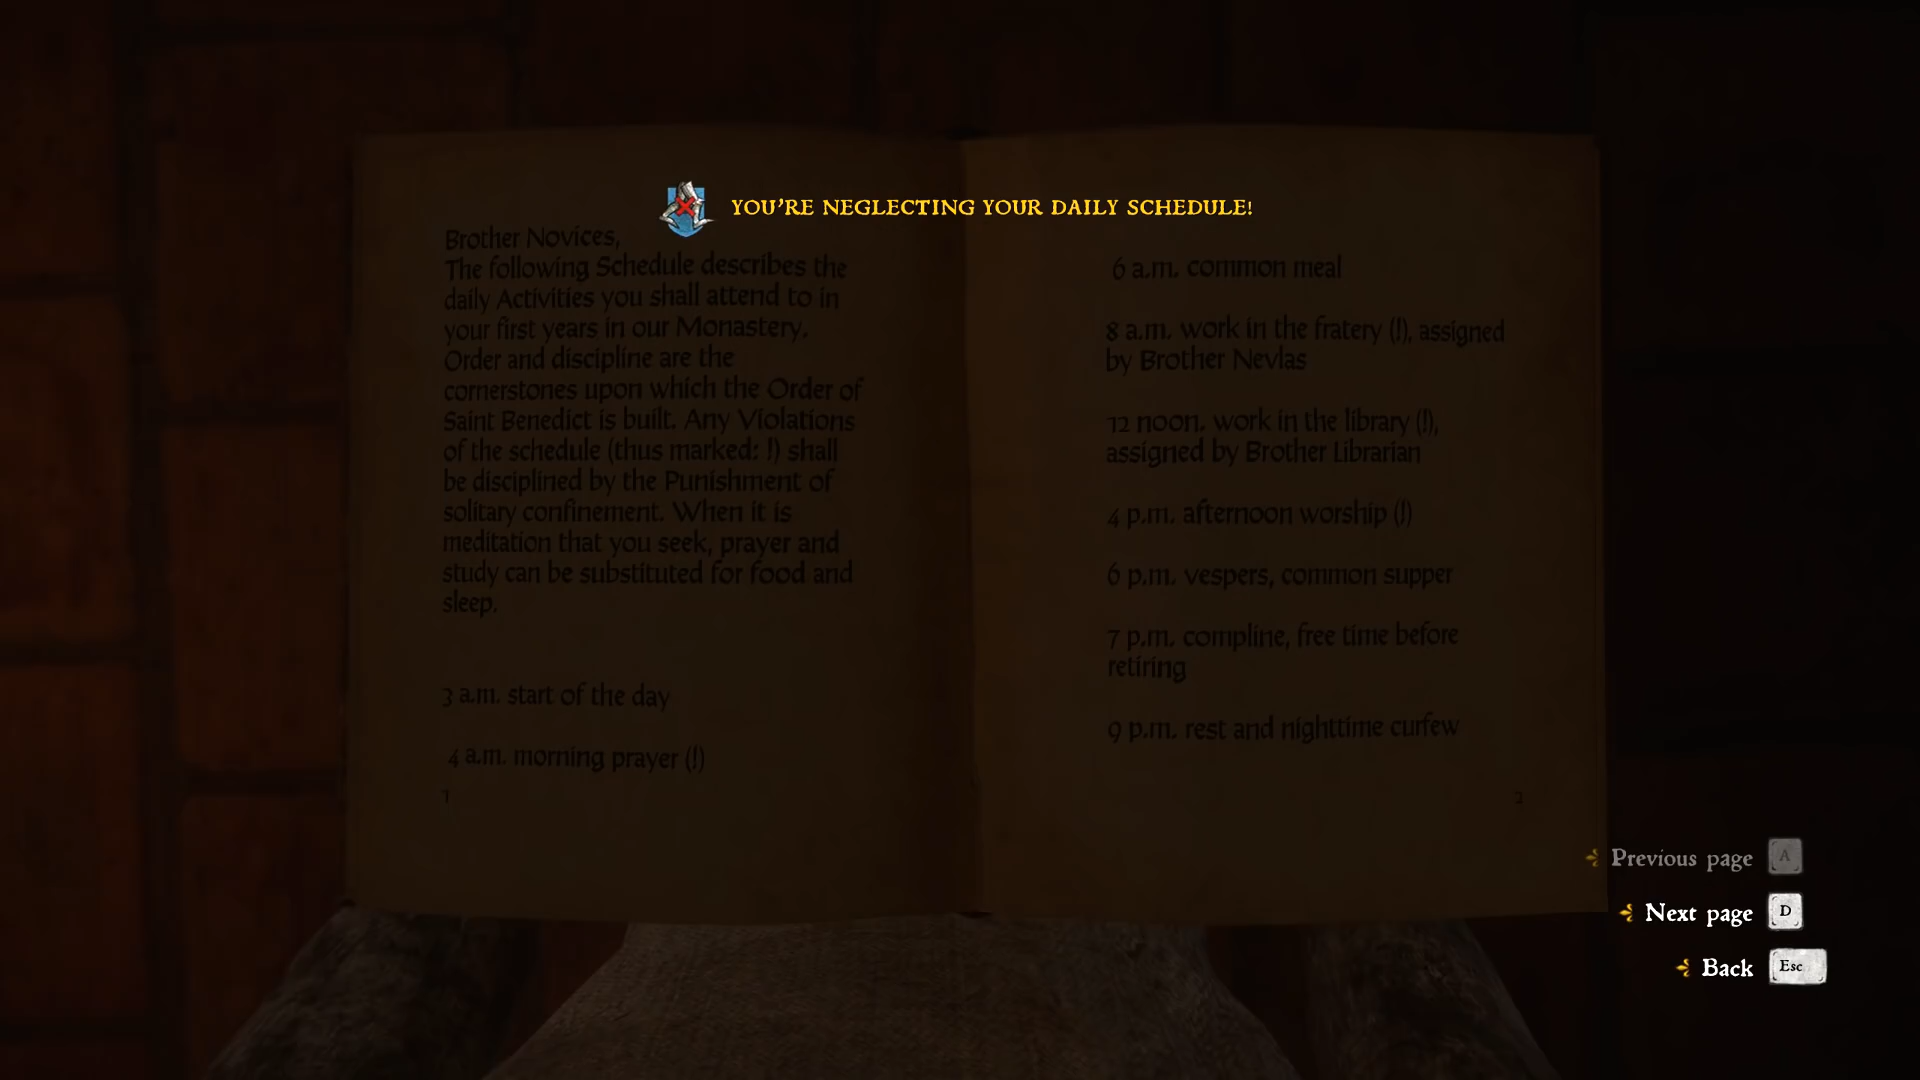 YOU'RE NEGLECTING YOUR DAILY SCHEDULE!
Brother Novices,
The following Schedule describes the
daily Activities you shall attend to in
your first years in our Monastery.
Order and discipline are the
cornerstones upon which the Order of
Saint Benedict is built. Any Violations
of the schedule (thus marked: !) shall
be disciplined by the Punishment of
solitary confinement. When it is
meditation that you seek, prayer and
study can be substituted for food and
sleep.
3 a.m. start of the day
4 a.m. morning prayer (!)
1
6 a.m. common meal
8 a.m. work in the fratery (!), assigned
by Brother Nevlas
12 noon. work in the library (!),
assigned by Brother Librarian
4 p.m. afternoon worship (!)
6 p.m. vespers, common supper
7 p.m. compline, free time before
retiring
9 p.m. rest and nighttime curfew
2
Previous page A
Next page D
Back Esc